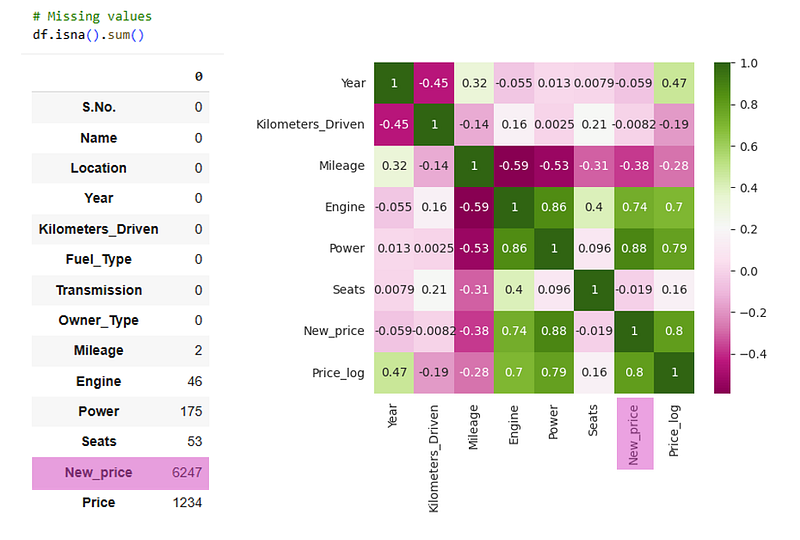 # Missing values
df.isna().sum()
0
S.No. 0
Name 0
Location 0
Year 0
Kilometers_Driven 0
Fuel_Type 0
Transmission 0
Owner_Type 0
Mileage 2
Engine 46
Power 175
Seats 53
New_price 6247
Price 1234
Year 1 -0.45 0.32 -0.055 0.013 0.0079 -0.059 0.47
Kilometers_Driven -0.45 1 -0.14 0.16 0.0025 0.21 -0.0082 -0.19
Mileage 0.32 -0.14 1 -0.59 -0.53 -0.31 -0.38 -0.28
Engine -0.055 0.16 -0.59 1 0.86 0.4 0.74 0.7
Power 0.013 0.0025 -0.53 0.86 1 0.096 0.88 0.79
Seats 0.0079 0.21 -0.31 0.4 0.096 1 -0.019 0.16
New_price -0.059 -0.0082 -0.38 0.74 0.88 -0.019 1 0.8
Price_log 0.47 -0.19 -0.28 0.7 0.79 0.16 0.8 1
Year
Kilometers_Driven
Mileage
Engine
Power
Seats
New_price
Price_log
1.0
0.8
0.6
0.4
0.2
0.0
−0.2
−0.4